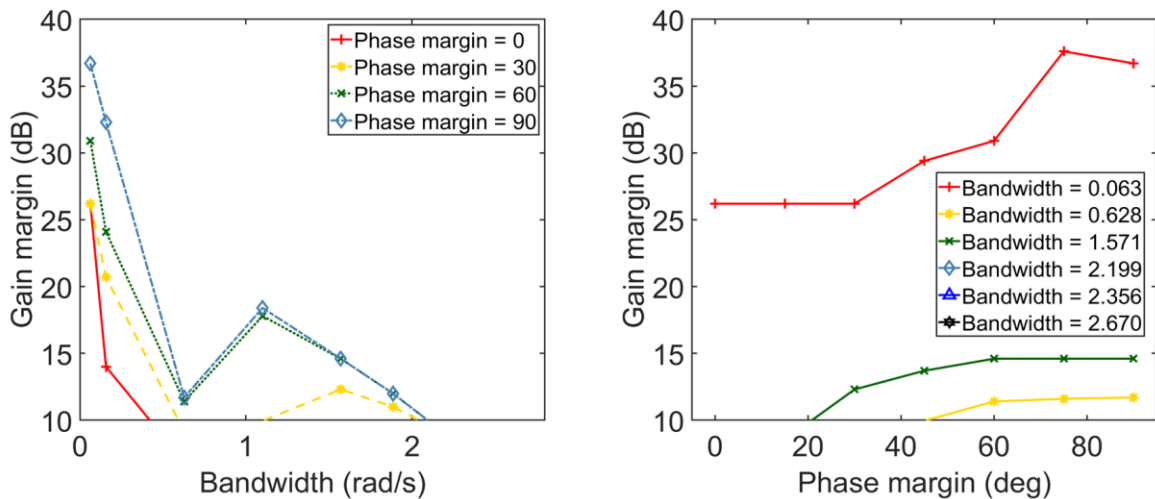 40
35
30
25
20
15
10
Gain margin (dB)
Phase margin = 0
Phase margin = 30
Phase margin = 60
Phase margin = 90
0
1
2
Bandwidth (rad/s)
40
35
30
25
20
15
10
Gain margin (dB)
Bandwidth = 0.063
Bandwidth = 0.628
Bandwidth = 1.571
Bandwidth = 2.199
Bandwidth = 2.356
Bandwidth = 2.670
0
20
40
60
80
Phase margin (deg)